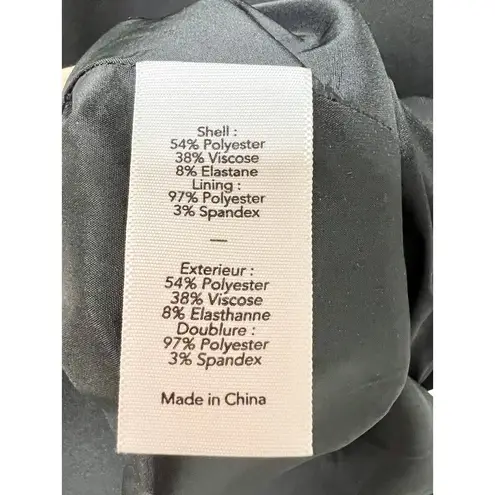 Shell :
54% Polyester
38% Viscose
8% Elastane
Lining :
97% Polyester
3% Spandex
—
Exterieur :
54% Polyester
38% Viscose
8% Elasthanne
Doublure :
97% Polyester
3% Spandex
Made in China